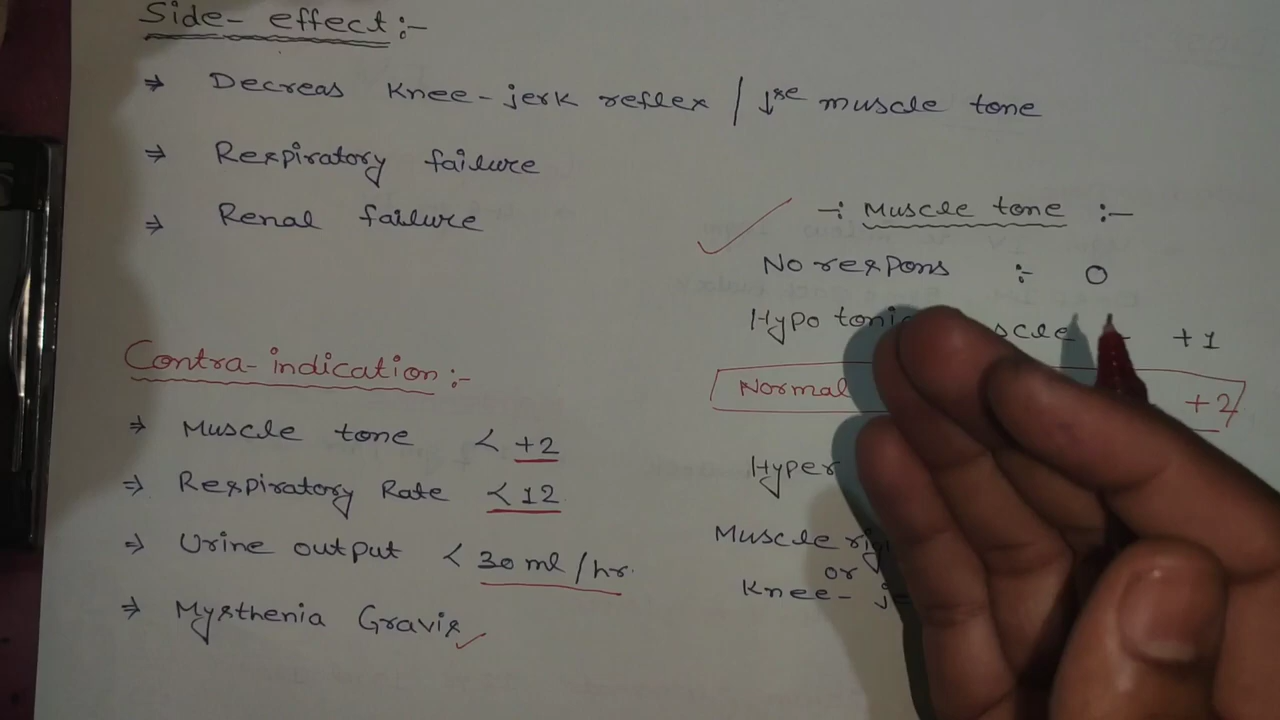 Side- effect :-
⇒ Decreas Knee-jerk reflex / ↓se muscle tone
⇒ Respiratory failure
⇒ Renal failure
-: Muscle tone :-
No respons :- 0
Hypo +1
Normal +2
Hyper
Muscle
or
Knee-
Contra-indication :-
⇒ Muscle tone < +2
⇒ Respiratory Rate < 12
⇒ Urine output < 30 ml/hr.
⇒ Mysthenia Gravis